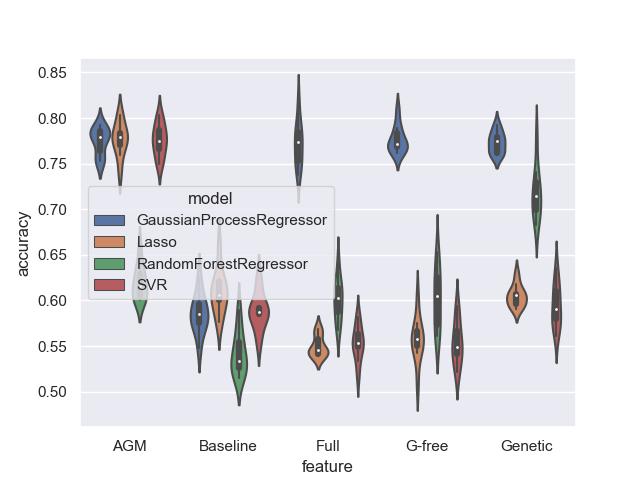 0.85
0.80
0.75
0.70
0.65
0.60
0.55
0.50
accuracy
model
GaussianProcessRegressor
Lasso
RandomForestRegressor
SVR
AGM Baseline Full G-free Genetic
feature